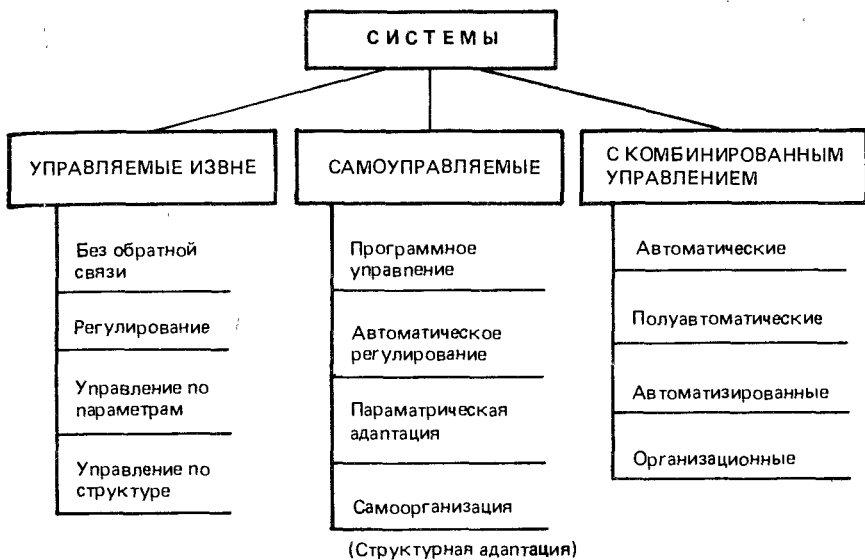 СИСТЕМЫ
УПРАВЛЯЕМЫЕ ИЗВНЕ
САМОУПРАВЛЯЕМЫЕ
С КОМБИНИРОВАННЫМ
УПРАВЛЕНИЕМ
Без обратной
связи
Регулирование
Управление по
параметрам
Управление по
структуре
Программное
управление
Автоматическое
регулирование
Параматрическая
адаптация
Самоорганизация
(Структурная адаптация)
Автоматические
Полуавтоматические
Автоматизированные
Организационные